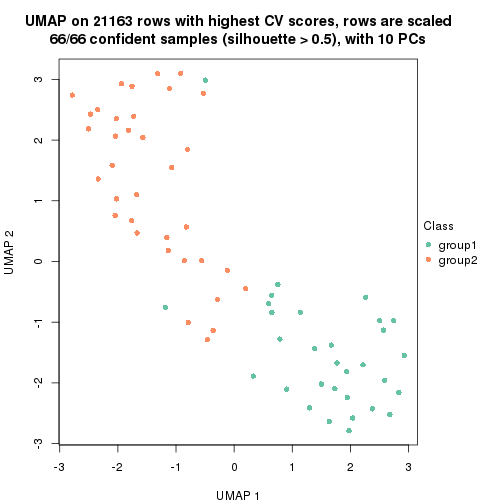 UMAP on 21163 rows with highest CV scores, rows are scaled
66/66 confident samples (silhouette > 0.5), with 10 PCs
3
2
1
0
-1
-2
-3
UMAP 2
-3
-2
-1
0
1
2
3
UMAP 1
Class
group1
group2